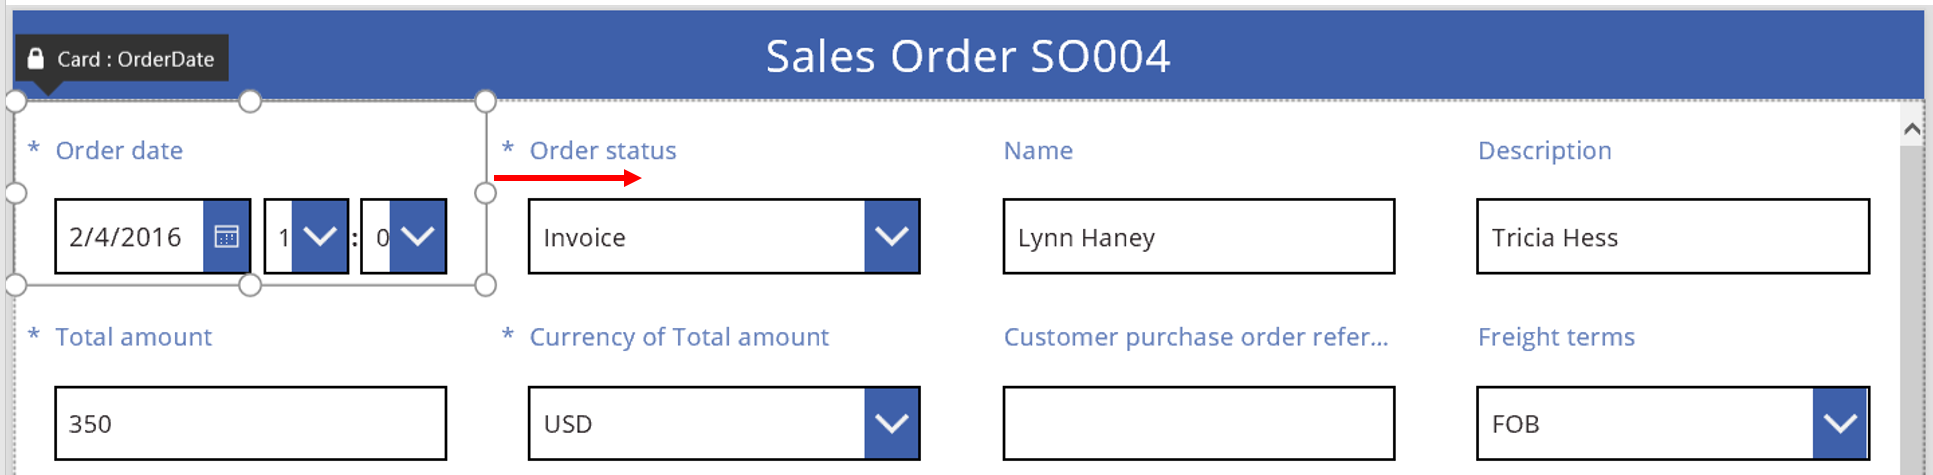 Sales Order SO004
Card : OrderDate
* Order date * Order status Name Description
2/4/2016 1 : 0 Invoice Lynn Haney Tricia Hess
* Total amount * Currency of Total amount Customer purchase order refer... Freight terms
350 USD FOB